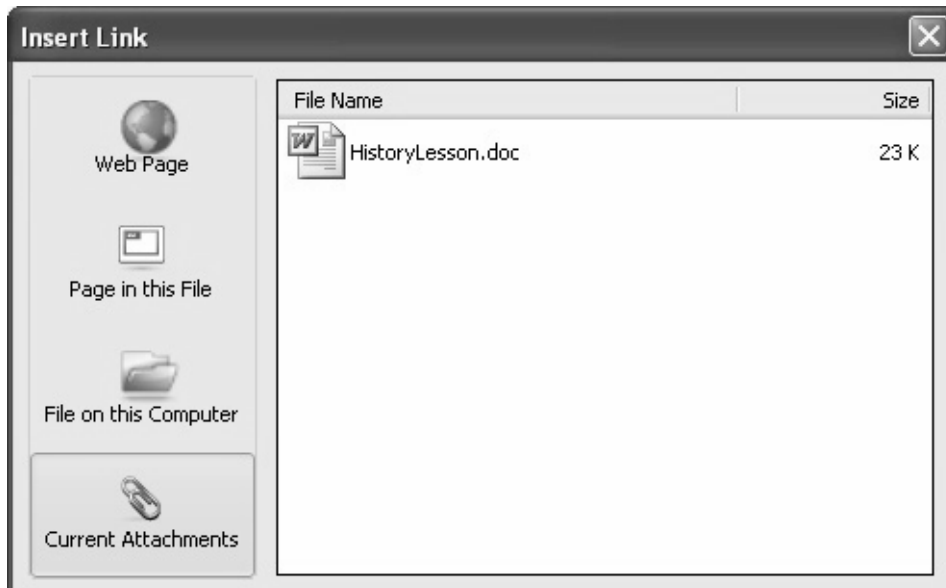 Insert Link
Web Page
Page in this File
File on this Computer
Current Attachments
File Name Size
W HistoryLesson.doc 23 K